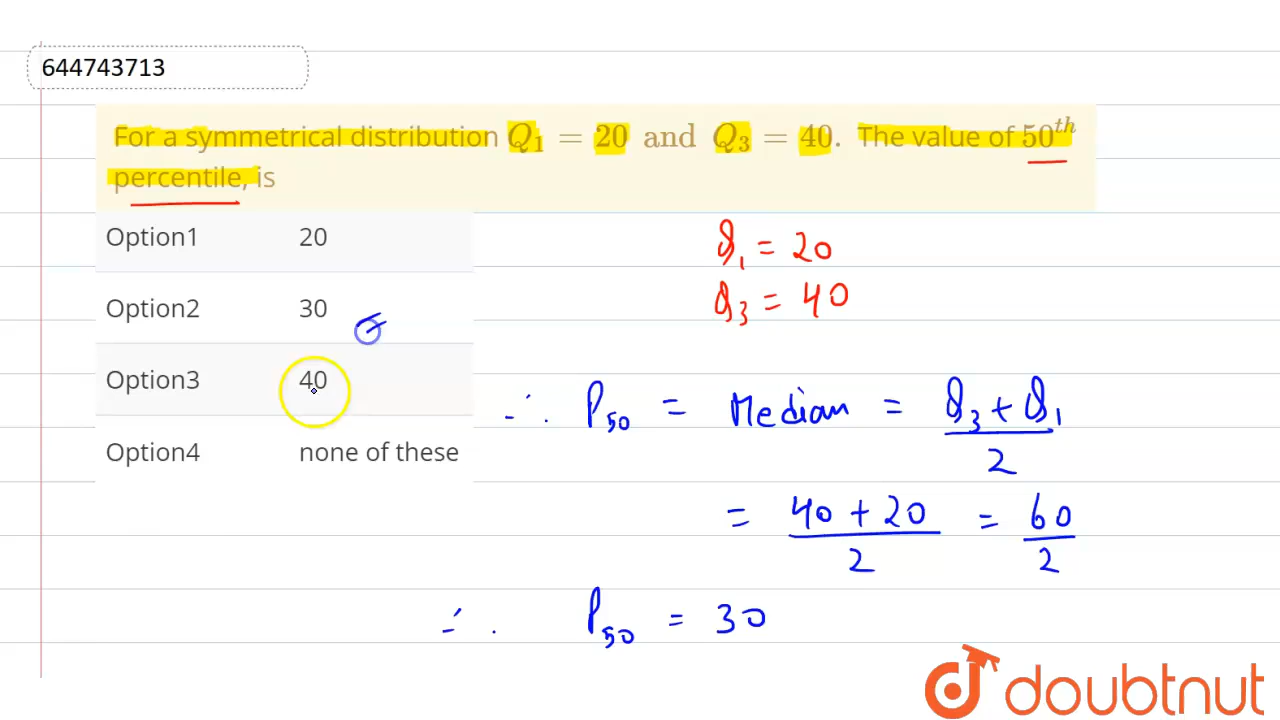 644743713
For a symmetrical distribution Q₁ = 20 and Q₃ = 40. The value of 50ᵗʰ
percentile, is
Option1 20
Option2 30
Option3 40
Option4 none of these
Q₁ = 20
Q₃ = 40
∴ P₅₀ = Median = (Q₃ + Q₁)/2
= (40 + 20)/2 = 60/2
∴ P₅₀ = 30
doubtnut